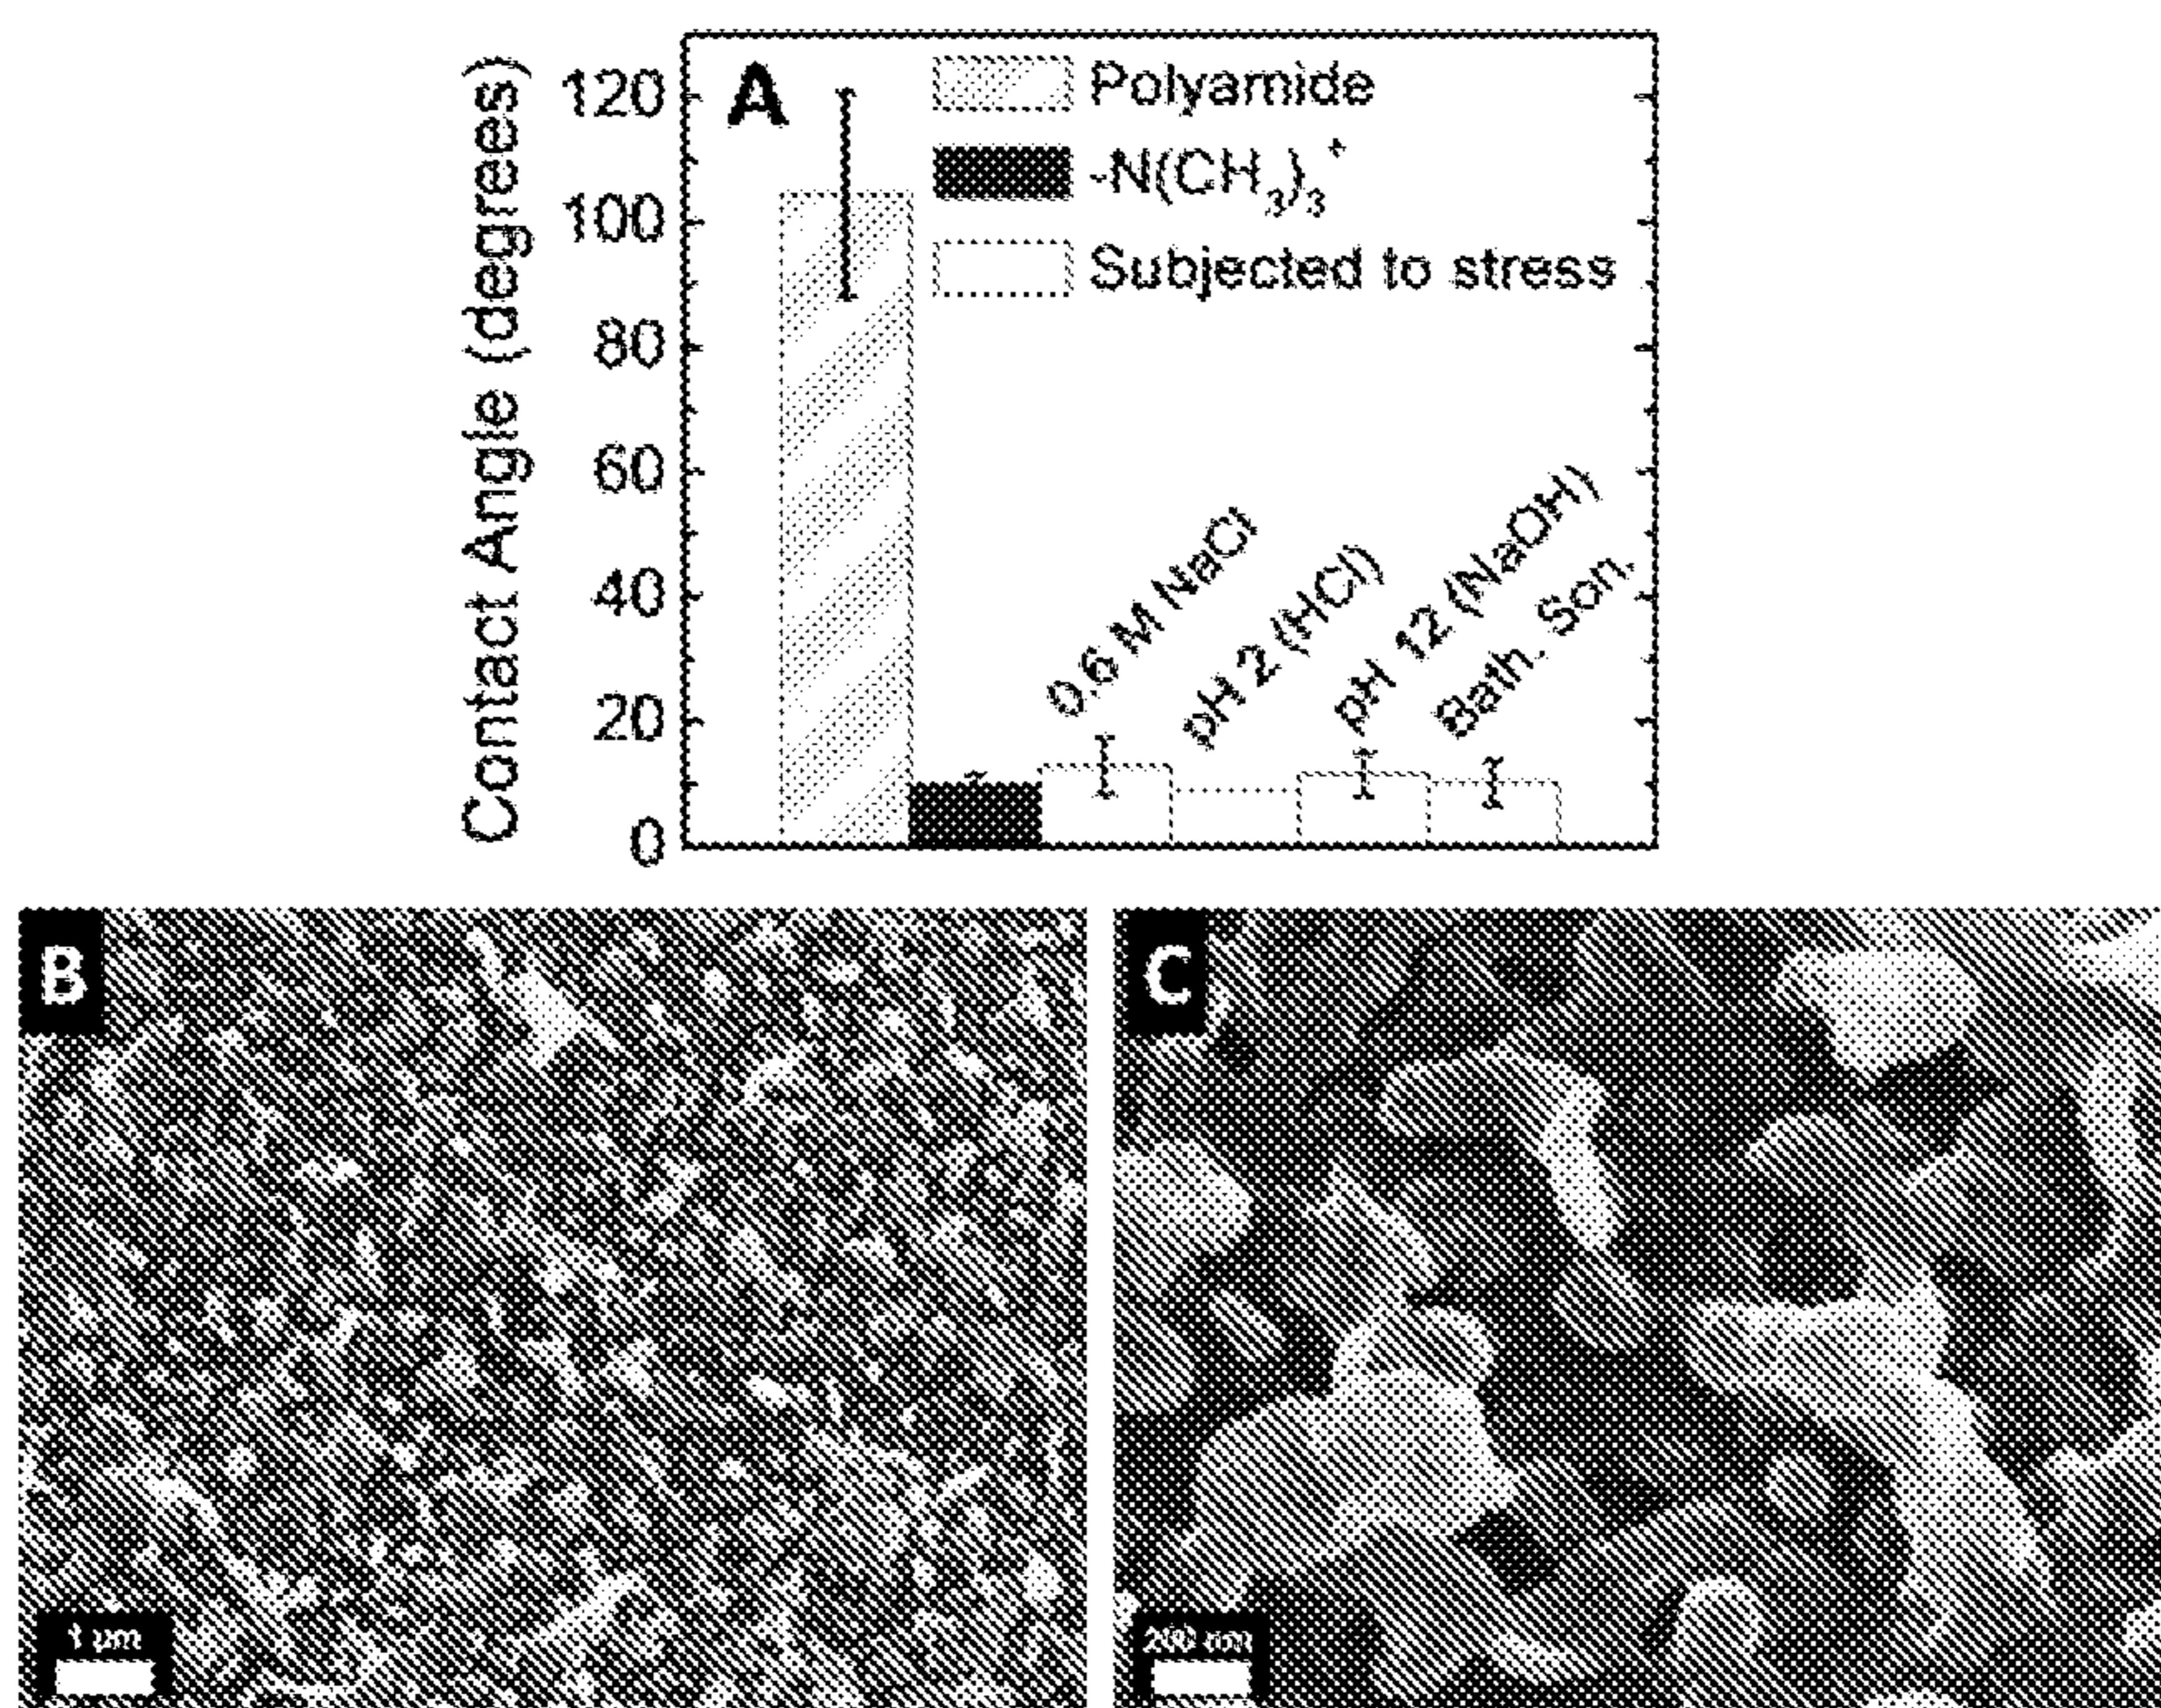 A
Polyamide
-N(CH₃)₃⁺
Subjected to stress
Contact Angle (degrees)
120
100
80
60
40
20
0
0.6 M NaCl
pH 2 (HCl)
pH 12 (NaOH)
Bath. Son.
B
1 μm
C
200 nm